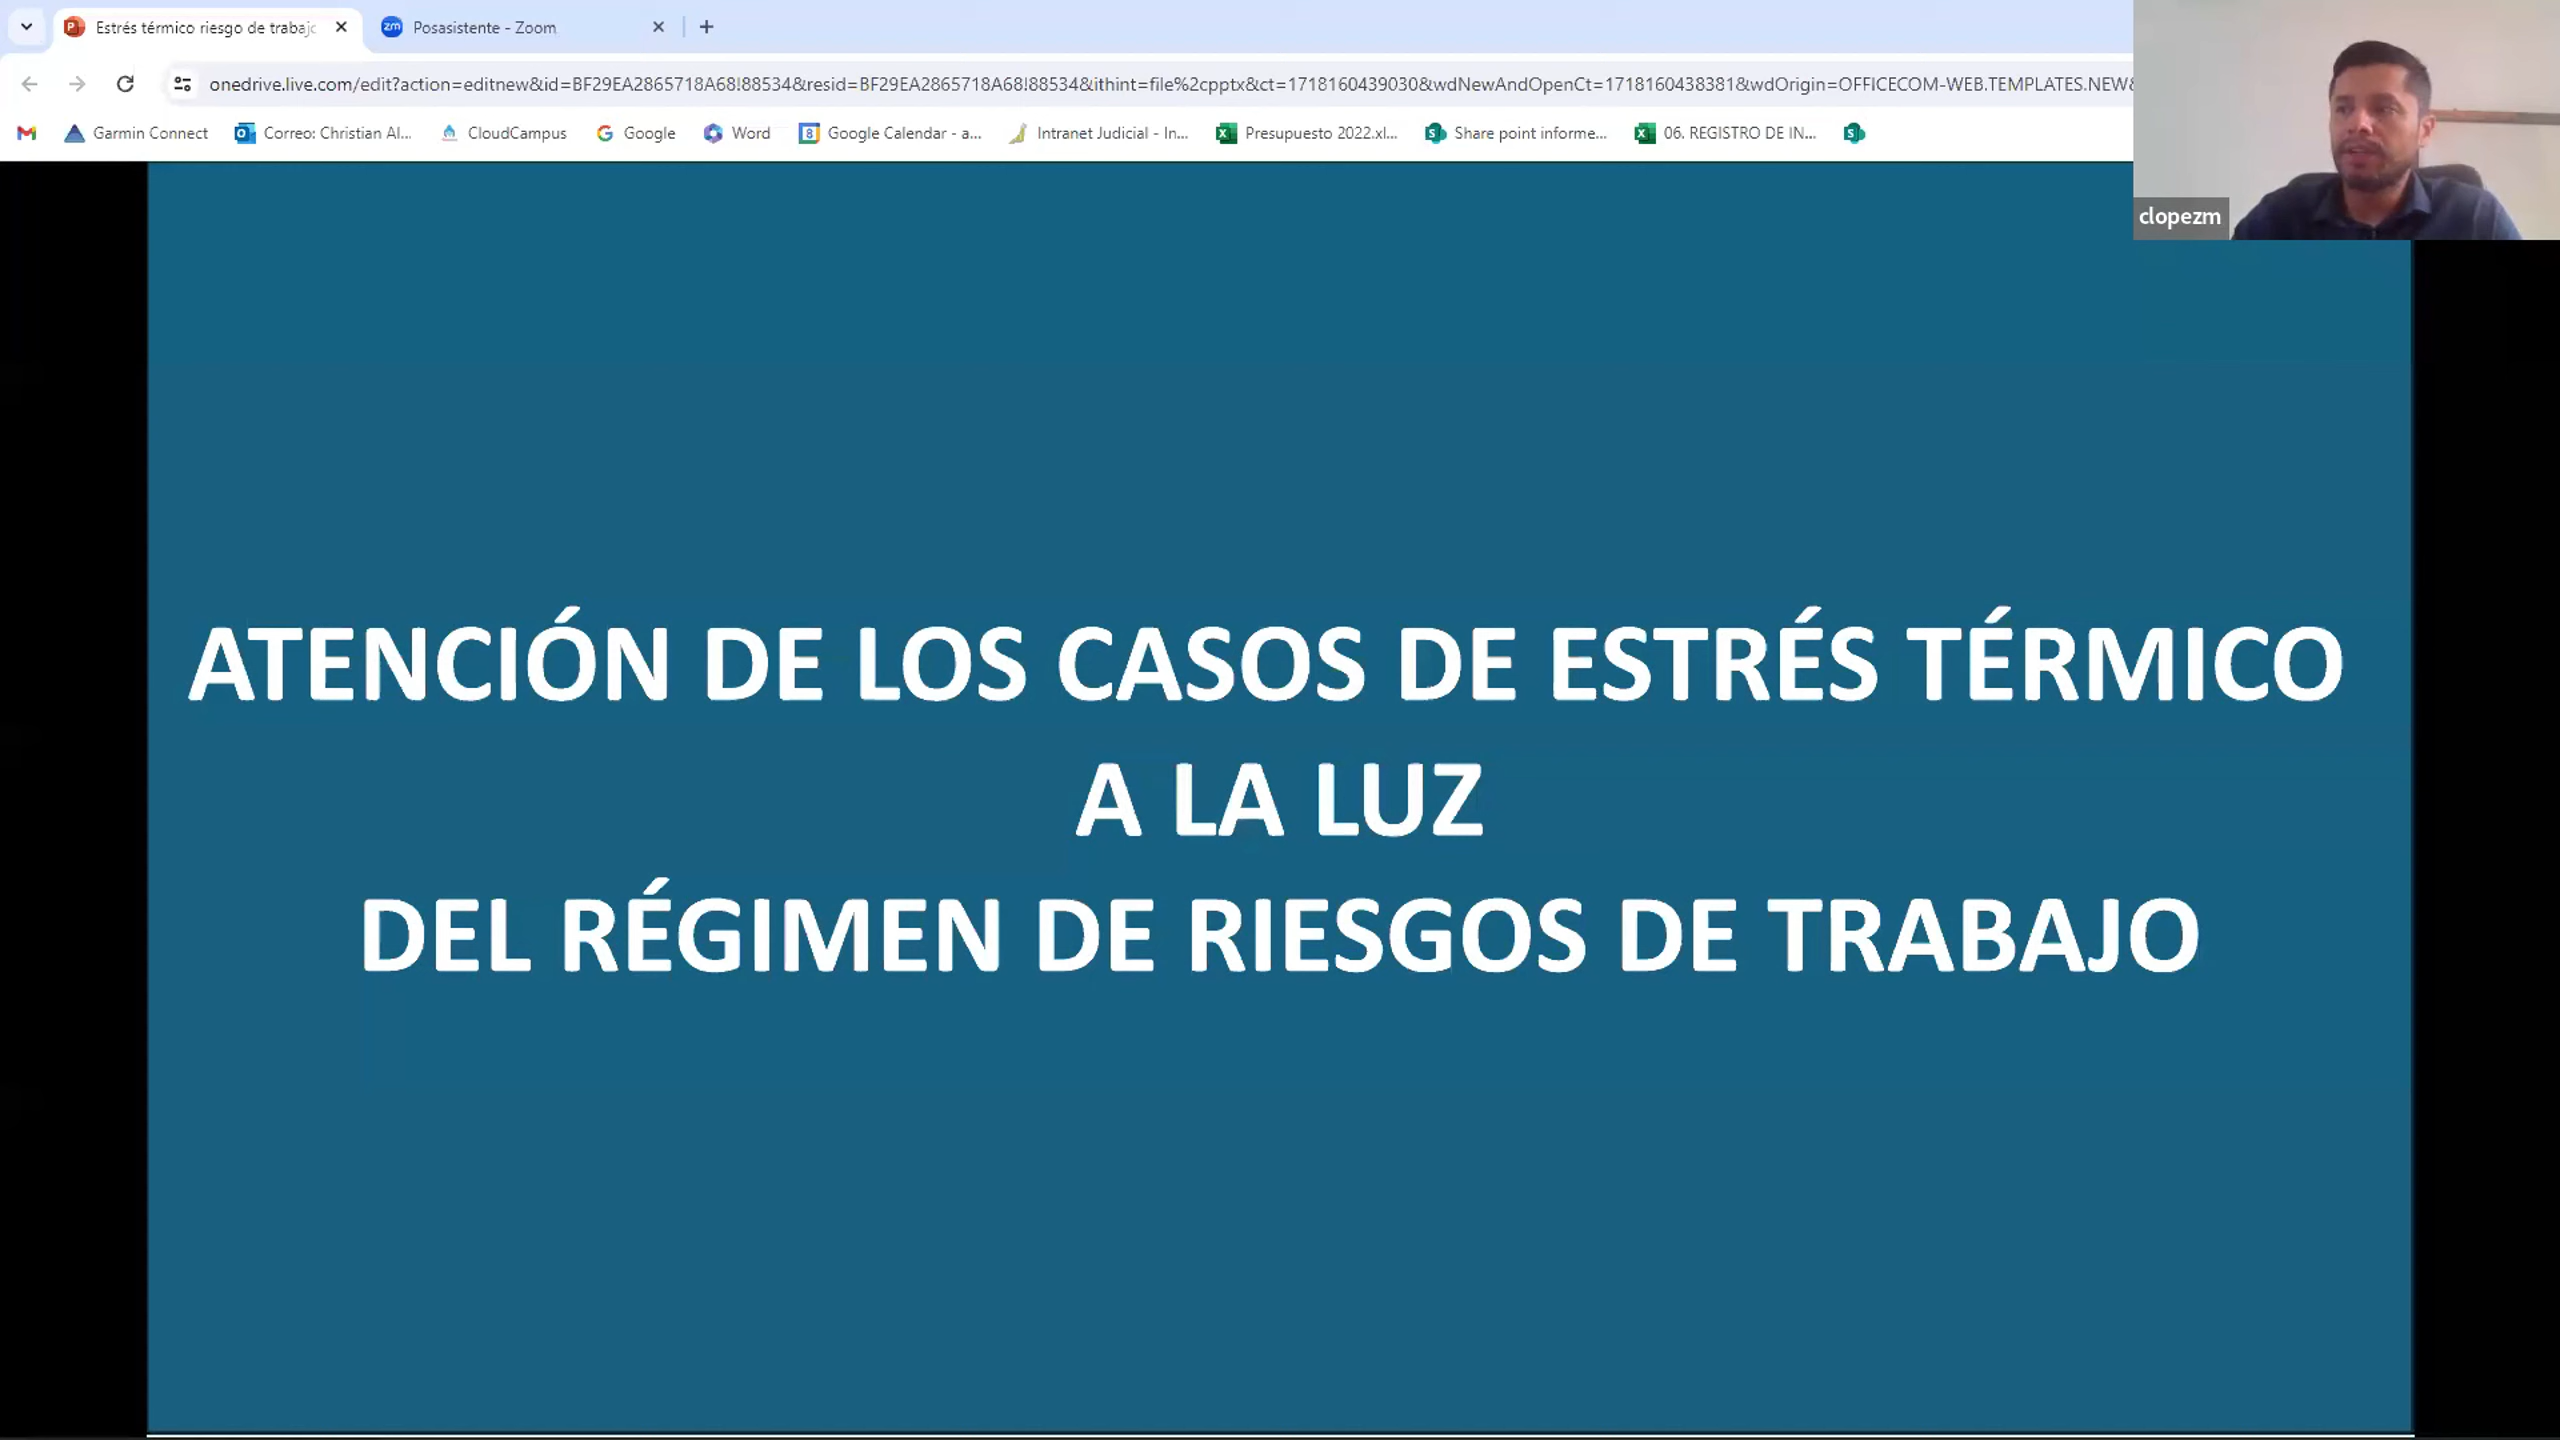 Estrés térmico riesgo de trabajo
zm Posasistente - Zoom
onedrive.live.com/edit?action=editnew&id=BF29EA2865718A68!88534&resid=BF29EA2865718A68!88534&ithint=file%2cpptx&ct=1718160439030&wdNewAndOpenCt=1718160438381&wdOrigin=OFFICECOM-WEB.TEMPLATES.NEW&
Garmin Connect
Correo: Christian Al...
CloudCampus
Google
Word
Google Calendar - a...
Intranet Judicial - In...
Presupuesto 2022.xl...
Share point informe...
06. REGISTRO DE IN...
clopezm
ATENCIÓN DE LOS CASOS DE ESTRÉS TÉRMICO
A LA LUZ
DEL RÉGIMEN DE RIESGOS DE TRABAJO